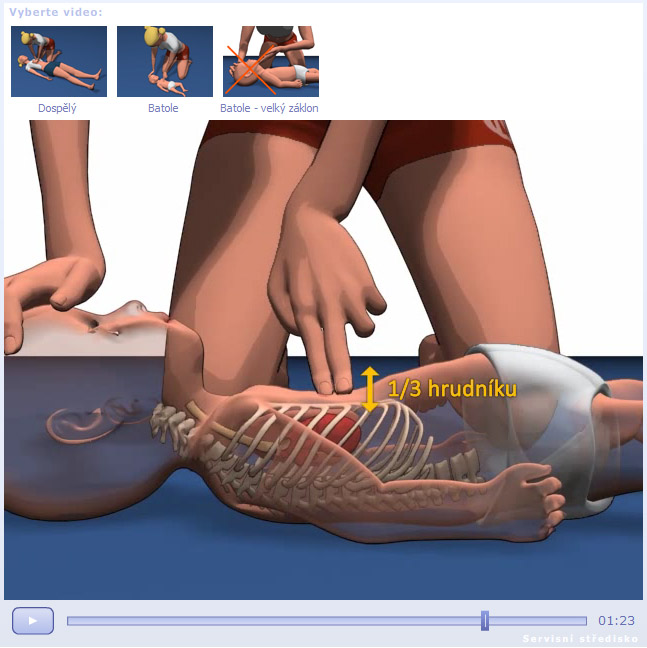 Vyberte video:
Dospělý
Batole
Batole - velký záklon
1/3 hrudníku
01:23
Servisní středisko